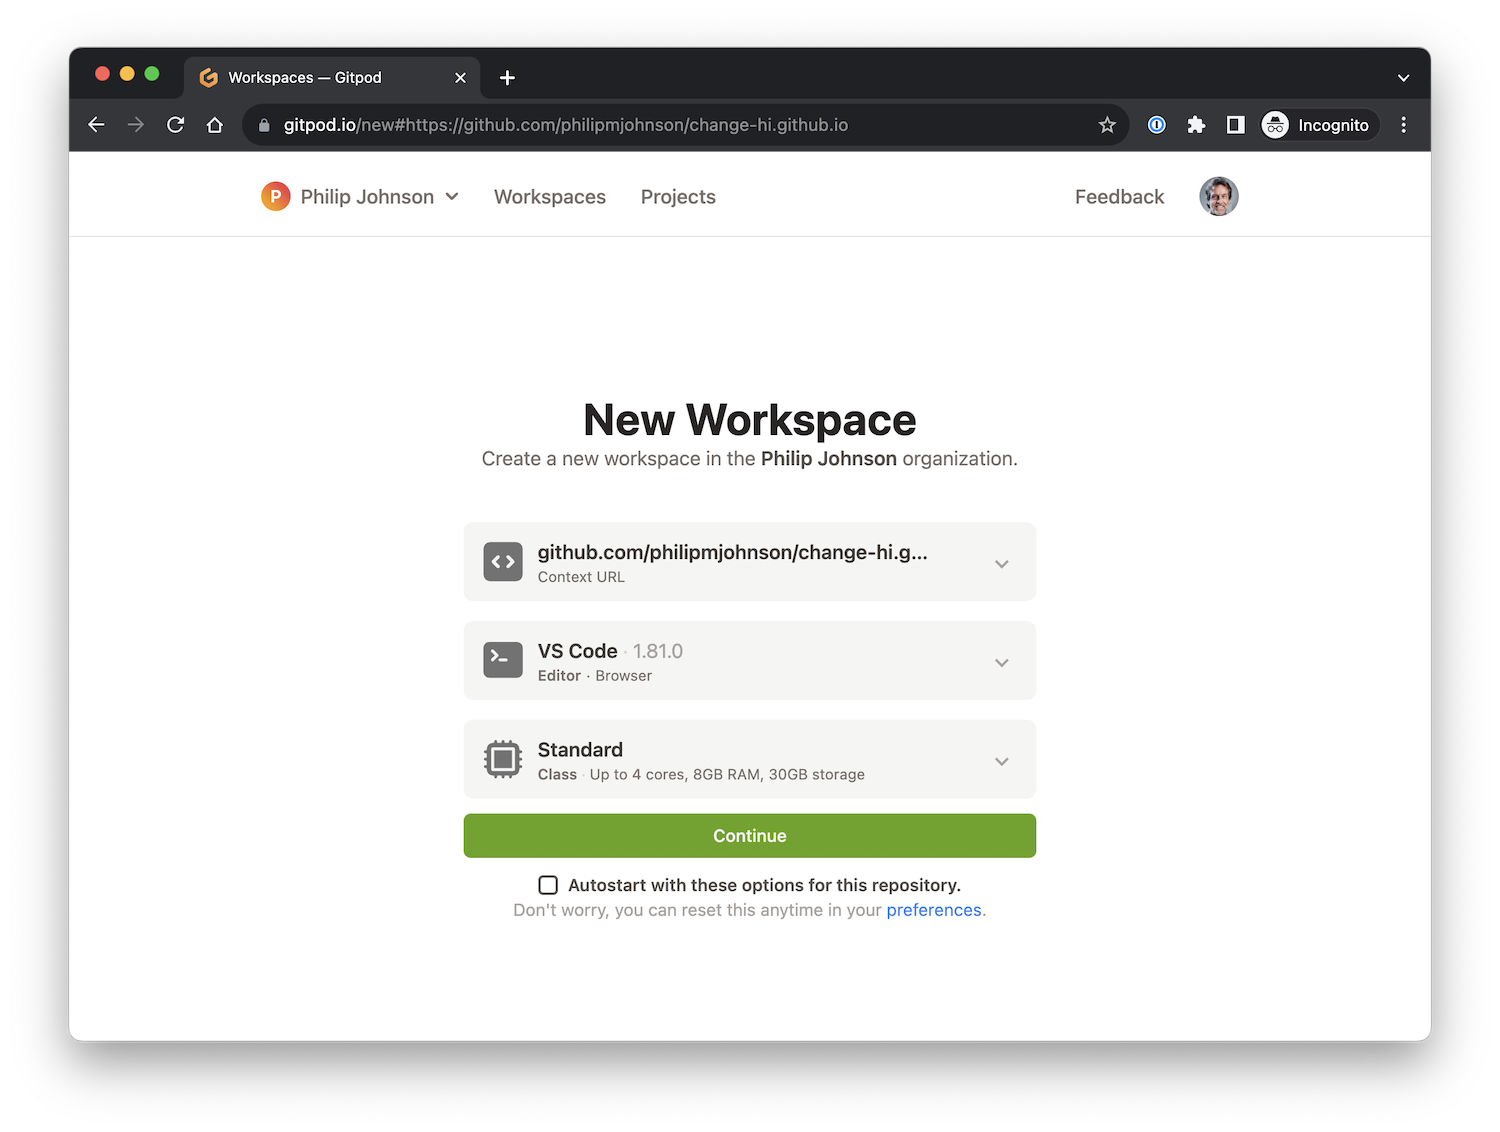 Workspaces — Gitpod
gitpod.io/new#https://github.com/philipmjohnson/change-hi.github.io
Incognito
P Philip Johnson Workspaces Projects Feedback
New Workspace
Create a new workspace in the Philip Johnson organization.
github.com/philipmjohnson/change-hi.g...
Context URL
VS Code · 1.81.0
Editor · Browser
Standard
Class · Up to 4 cores, 8GB RAM, 30GB storage
Continue
Autostart with these options for this repository.
Don't worry, you can reset this anytime in your preferences.